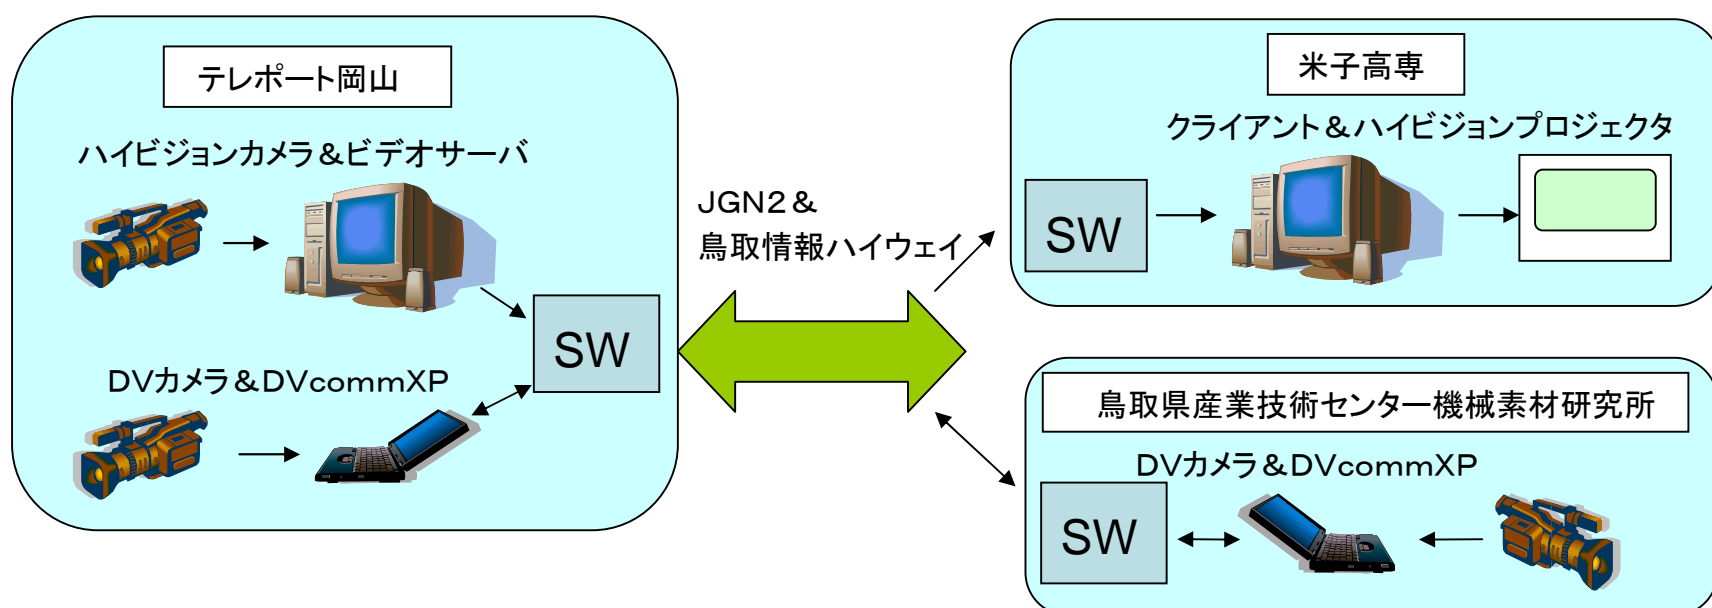 テレポート岡山
ハイビジョンカメラ＆ビデオサーバ
SW
DVカメラ＆DVcommXP
JGN2＆
鳥取情報ハイウェイ
米子高専
クライアント＆ハイビジョンプロジェクタ
SW
鳥取県産業技術センター機械素材研究所
DVカメラ＆DVcommXP
SW